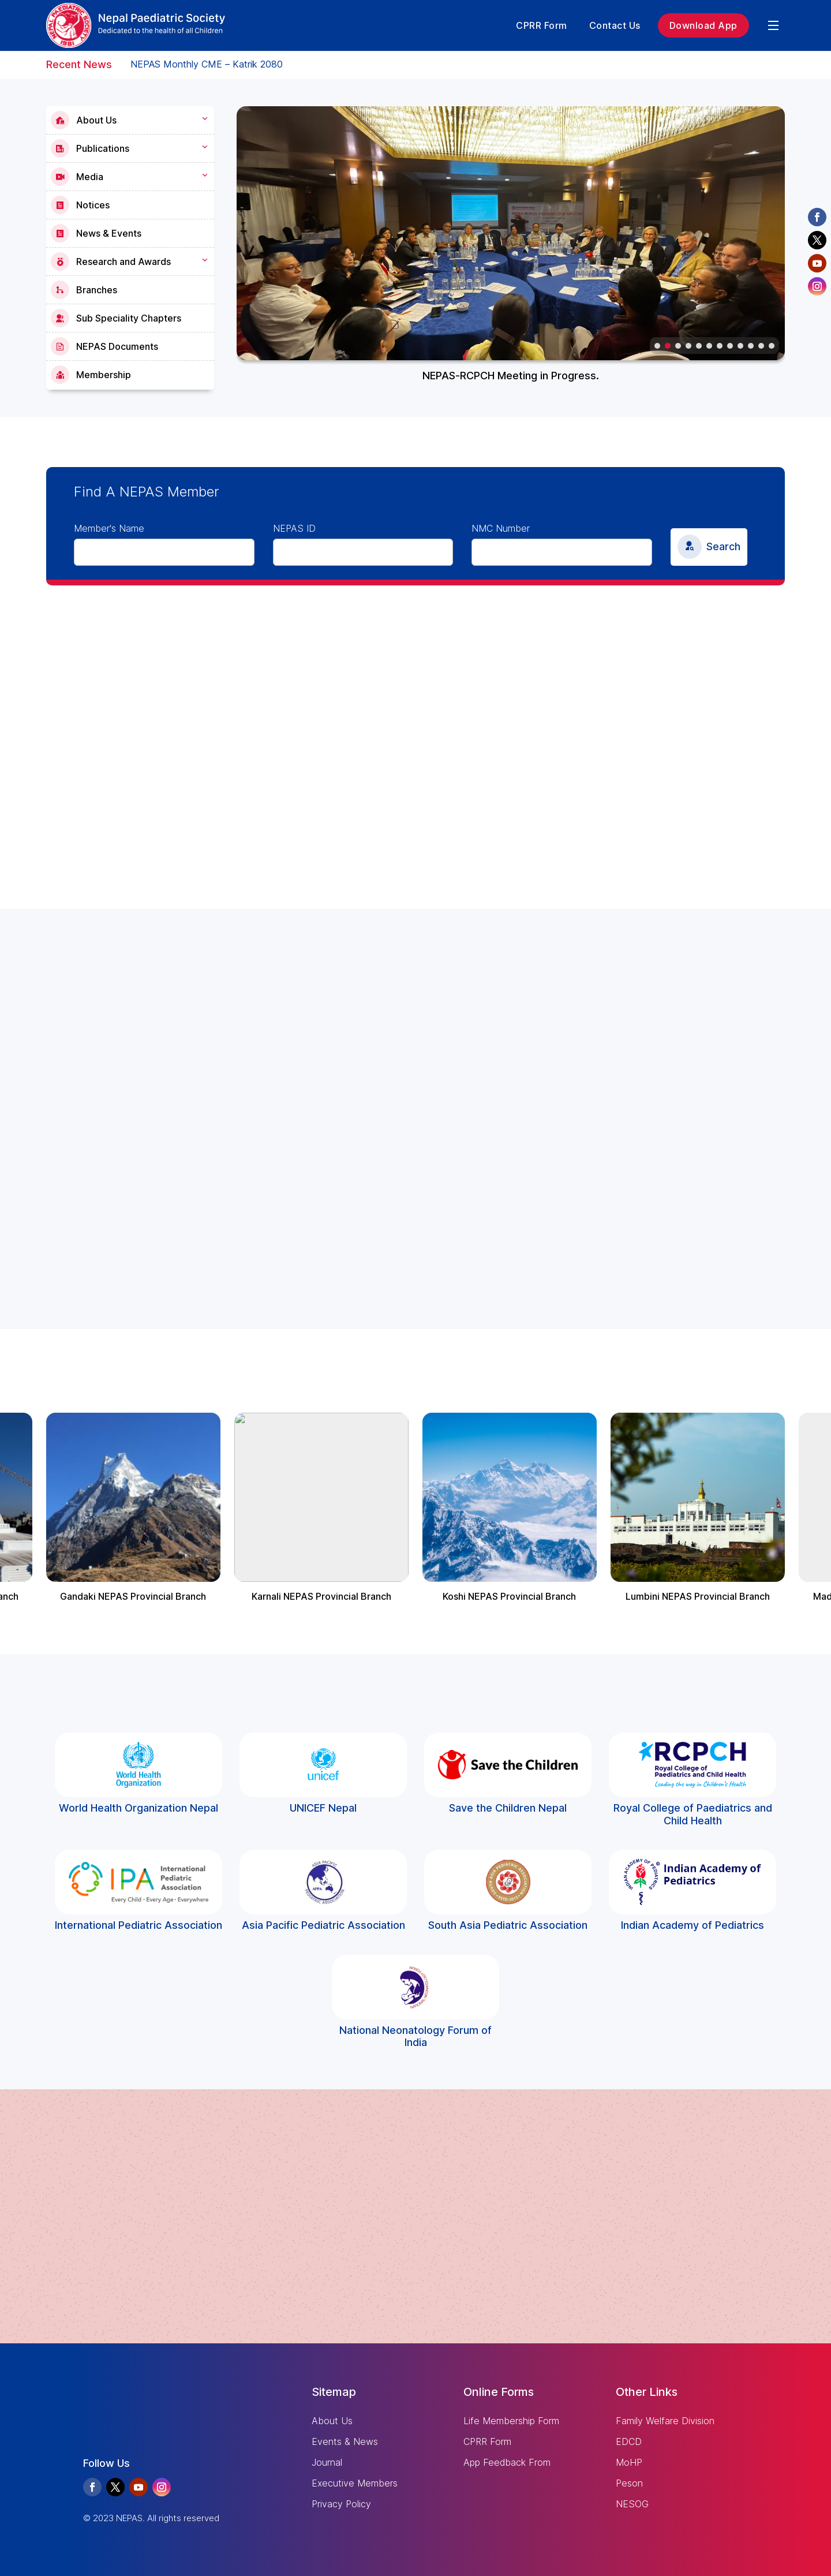 Nepal Paediatric Society
Dedicated to the health of all Children
CPRR Form
Contact Us
Download App
Recent News
NEPAS Monthly CME – Katrik 2080
About Us
Publications
Media
Notices
News & Events
Research and Awards
Branches
Sub Speciality Chapters
NEPAS Documents
Membership
NEPAS-RCPCH Meeting in Progress.
Find A NEPAS Member
Member's Name
NEPAS ID
NMC Number
Search
anch
Gandaki NEPAS Provincial Branch
Karnali NEPAS Provincial Branch
Koshi NEPAS Provincial Branch
Lumbini NEPAS Provincial Branch
Mad
World Health
Organization
World Health Organization Nepal
unicef
UNICEF Nepal
Save the Children
Save the Children Nepal
RCPCH
Royal College of
Paediatrics and Child Health
Leading the way in Children's Health
Royal College of Paediatrics and
Child Health
IPA
International
Pediatric
Association
Every Child • Every Age • Everywhere
International Pediatric Association
Asia Pacific Pediatric Association
South Asia Pediatric Association
Indian Academy of
Pediatrics
Indian Academy of Pediatrics
National Neonatology Forum of
India
Follow Us
© 2023 NEPAS. All rights reserved
Sitemap
About Us
Events & News
Journal
Executive Members
Privacy Policy
Online Forms
Life Membership Form
CPRR Form
App Feedback From
Other Links
Family Welfare Division
EDCD
MoHP
Peson
NESOG